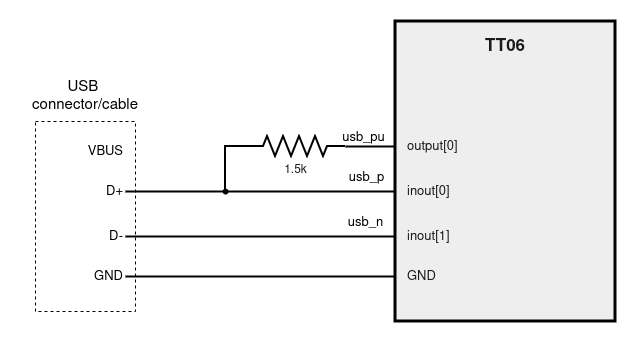 TT06
USB
connector/cable
VBUS
D+
D-
GND
usb_pu
1.5k
usb_p
usb_n
output[0]
inout[0]
inout[1]
GND